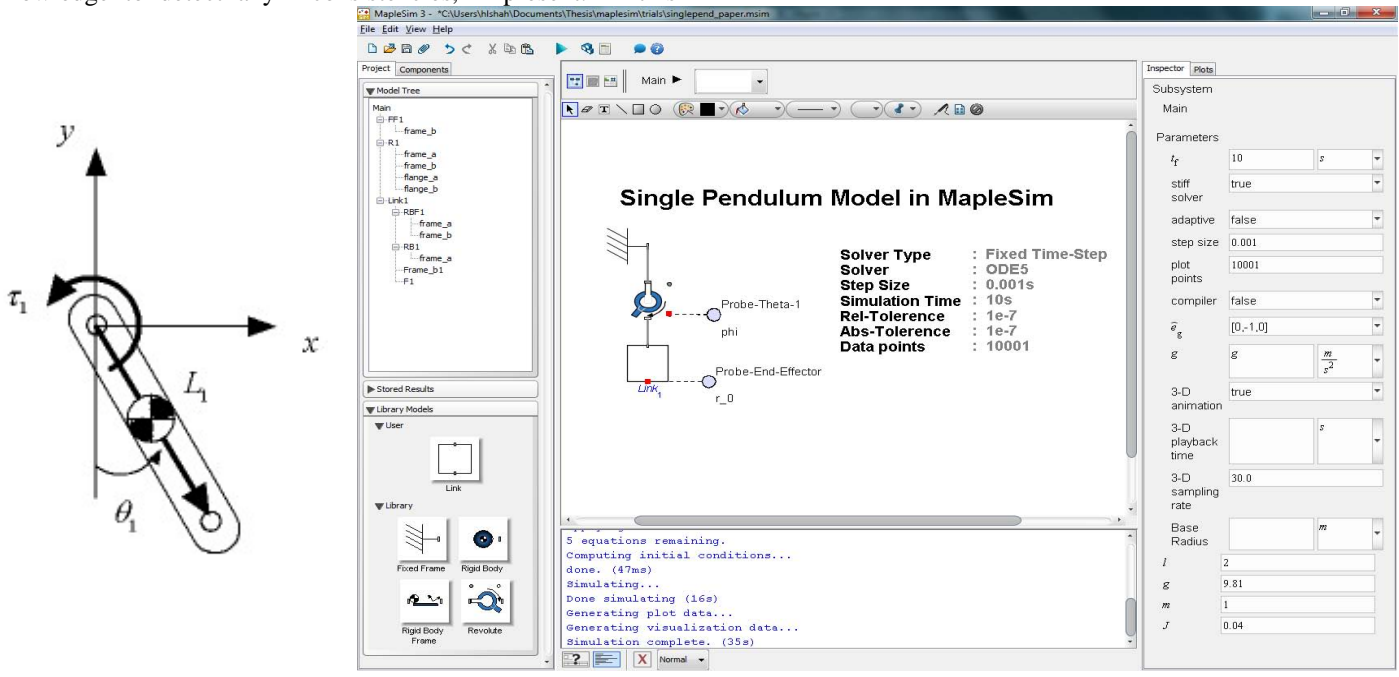 MapleSim 3 - *C:\Users\hlshah\Documents\Thesis\maplesim\trials\singlepend_paper.msim
File Edit View Help
Project Components
Model Tree
Main
FF1
frame_b
R1
frame_a
frame_b
flange_a
flange_b
Link1
RBF1
frame_a
frame_b
RB1
frame_a
Frame_b1
F1
Stored Results
Library Models
User
Link
Library
Fixed Frame Rigid Body
Rigid Body Frame Revolute
y
τ1
x
L1
θ1
Main
Single Pendulum Model in MapleSim
Solver Type : Fixed Time-Step
Solver : ODE5
Step Size : 0.001s
Simulation Time : 10s
Rel-Tolerence : 1e-7
Abs-Tolerence : 1e-7
Data points : 10001
Probe-Theta-1
phi
Probe-End-Effector
r_0
Link1
5 equations remaining.
Computing initial conditions...
done. (47ms)
Simulating...
Done simulating (16s)
Generating plot data...
Generating visualization data...
Simulation complete. (35s)
Normal
Inspector Plots
Subsystem
Main
Parameters
tf 10 s
stiff solver true
adaptive false
step size 0.001
plot points 10001
compiler false
êg [0,-1,0]
g g m/s²
3-D animation true
3-D playback time s
3-D sampling rate 30.0
Base Radius m
l 2
g 9.81
m 1
J 0.04